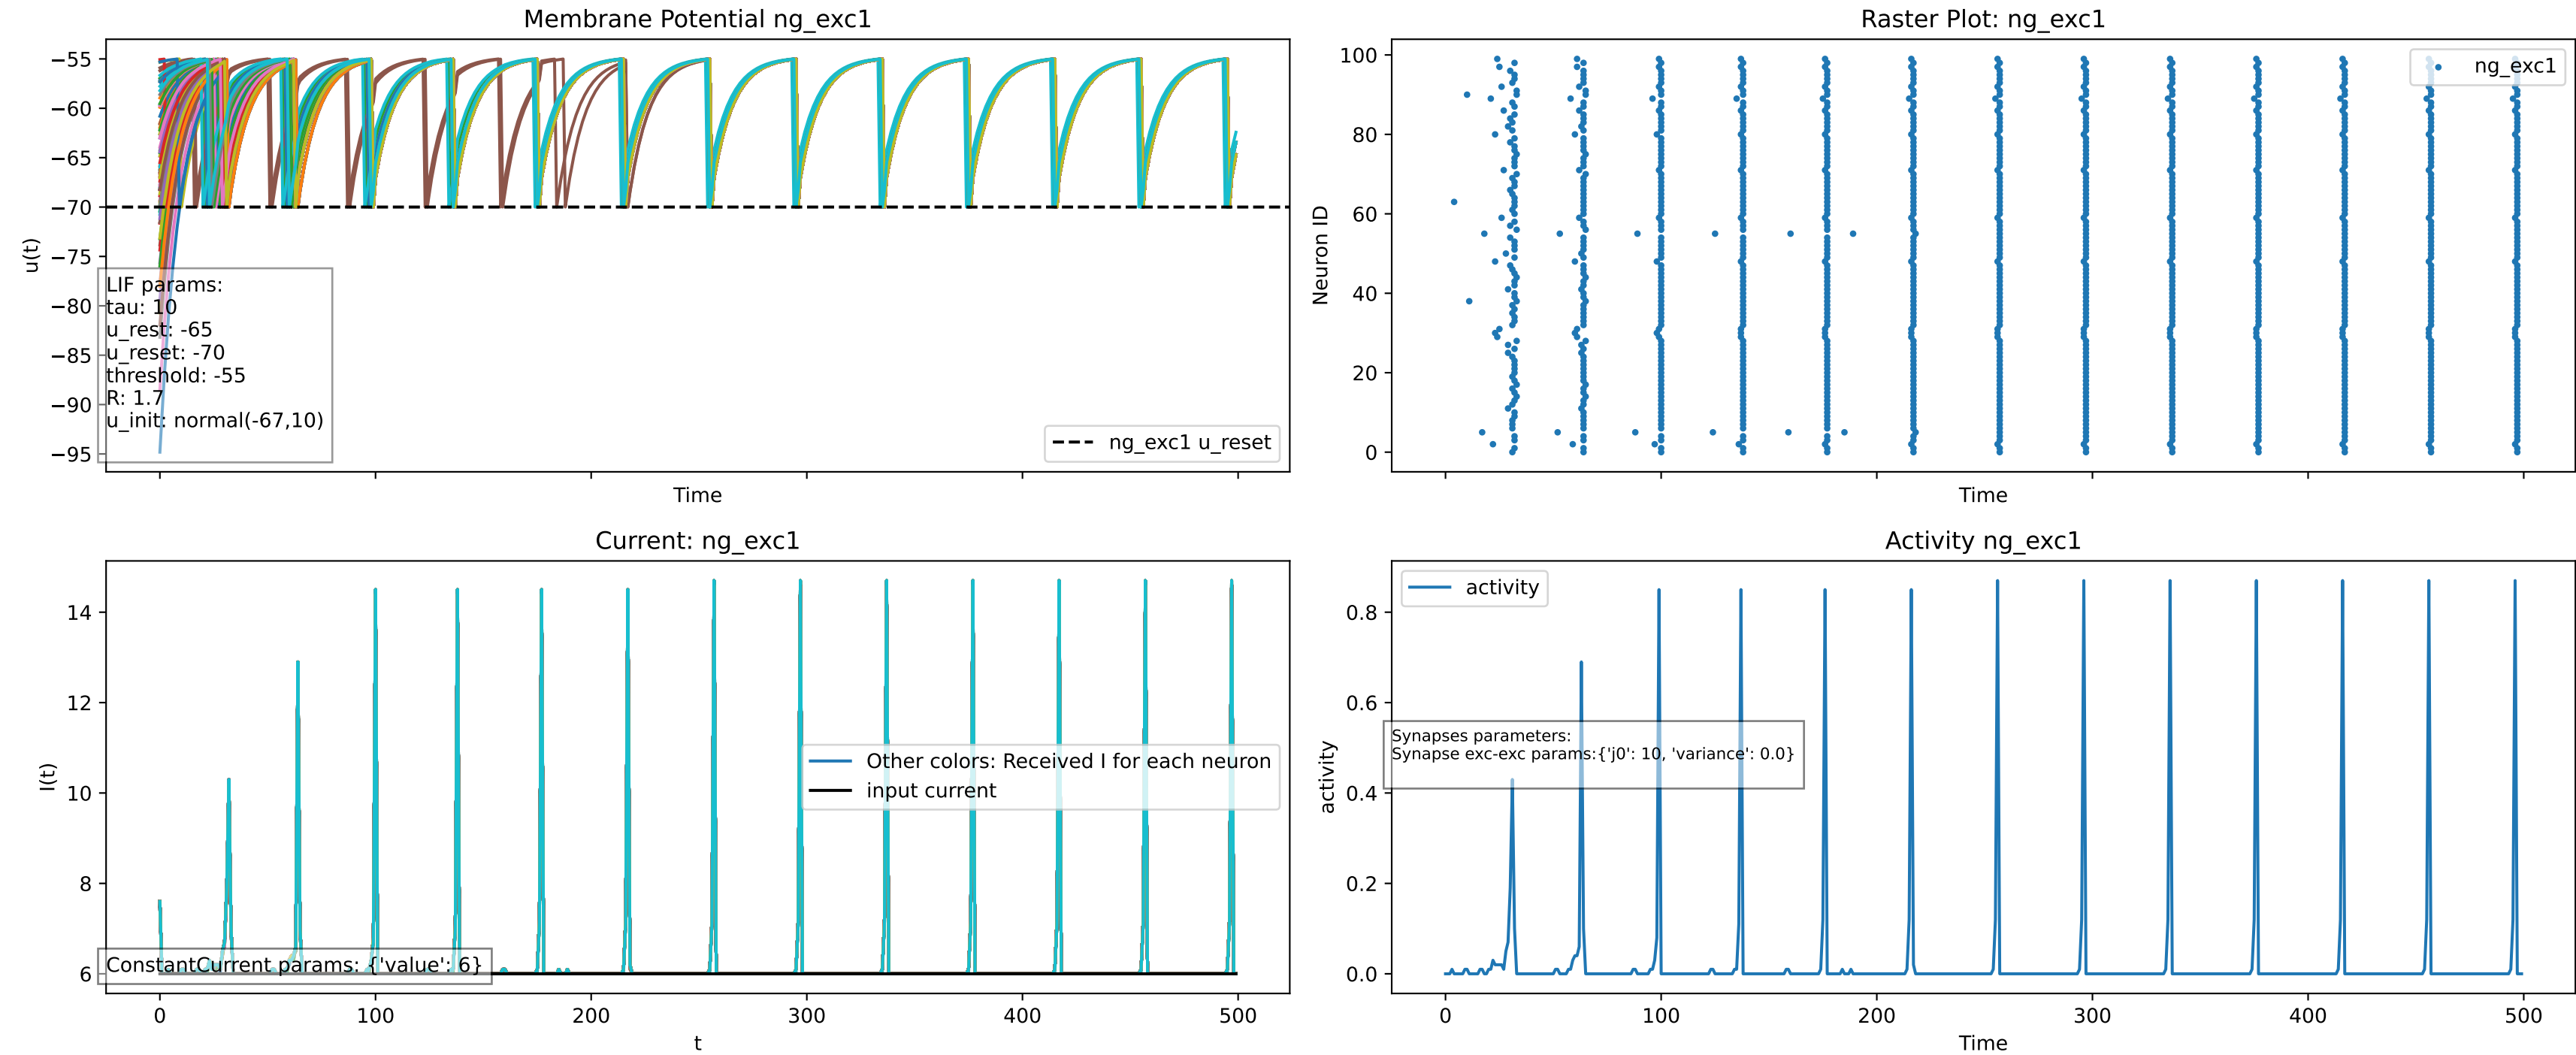 Membrane Potential ng_exc1
−55
−60
−65
−70
−75
−80
−85
−90
−95
u(t)
LIF params:
tau: 10
u_rest: -65
u_reset: -70
threshold: -55
R: 1.7
u_init: normal(-67,10)
ng_exc1 u_reset
Time
Raster Plot: ng_exc1
100
80
60
40
20
0
Neuron ID
ng_exc1
Time
Current: ng_exc1
14
12
10
8
6
I(t)
Other colors: Received I for each neuron
input current
ConstantCurrent params: {'value': 6}
0 100 200 300 400 500
t
Activity ng_exc1
0.8
0.6
0.4
0.2
0.0
activity
activity
Synapses parameters:
Synapse exc-exc params:{'j0': 10, 'variance': 0.0}
0 100 200 300 400 500
Time